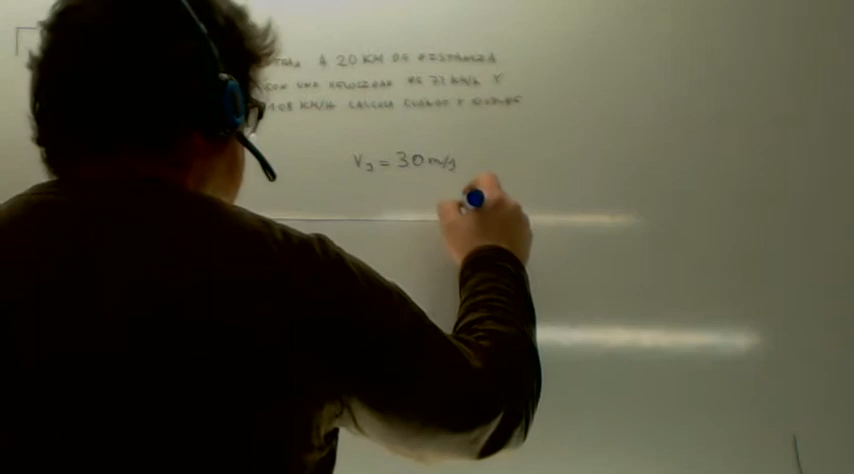 A 20 KM DE DISTANCIA
CON UNA VELOCIDAD DE 72 KM/H Y
108 KM/H CALCULA CUANDO Y DONDE
V₂ = 30 m/s